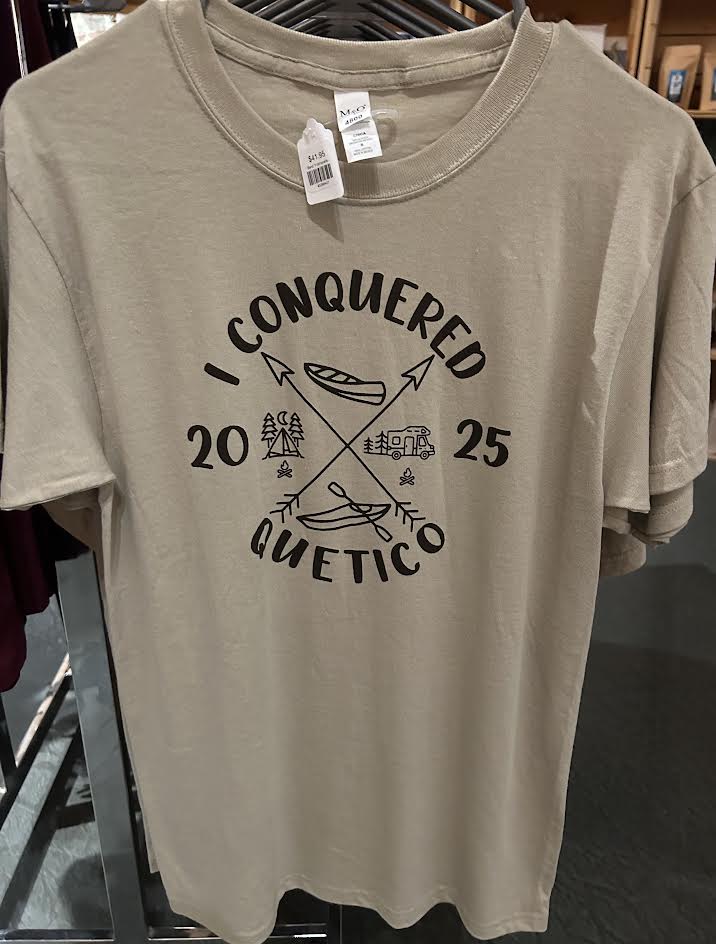 M&O
4800
$41.95
I CONQUERED
20 25
QUETICO